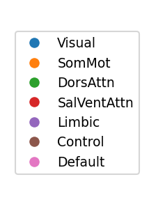 Visual
SomMot
DorsAttn
SalVentAttn
Limbic
Control
Default